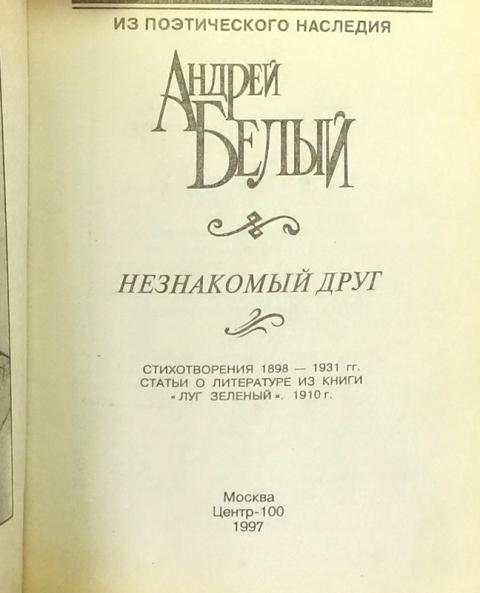 ИЗ ПОЭТИЧЕСКОГО НАСЛЕДИЯ
АНДРЕЙ
БЕЛЫЙ
НЕЗНАКОМЫЙ ДРУГ
СТИХОТВОРЕНИЯ 1898 — 1931 гг.
СТАТЬИ О ЛИТЕРАТУРЕ ИЗ КНИГИ
«ЛУГ ЗЕЛЕНЫЙ». 1910 г.
Москва
Центр-100
1997